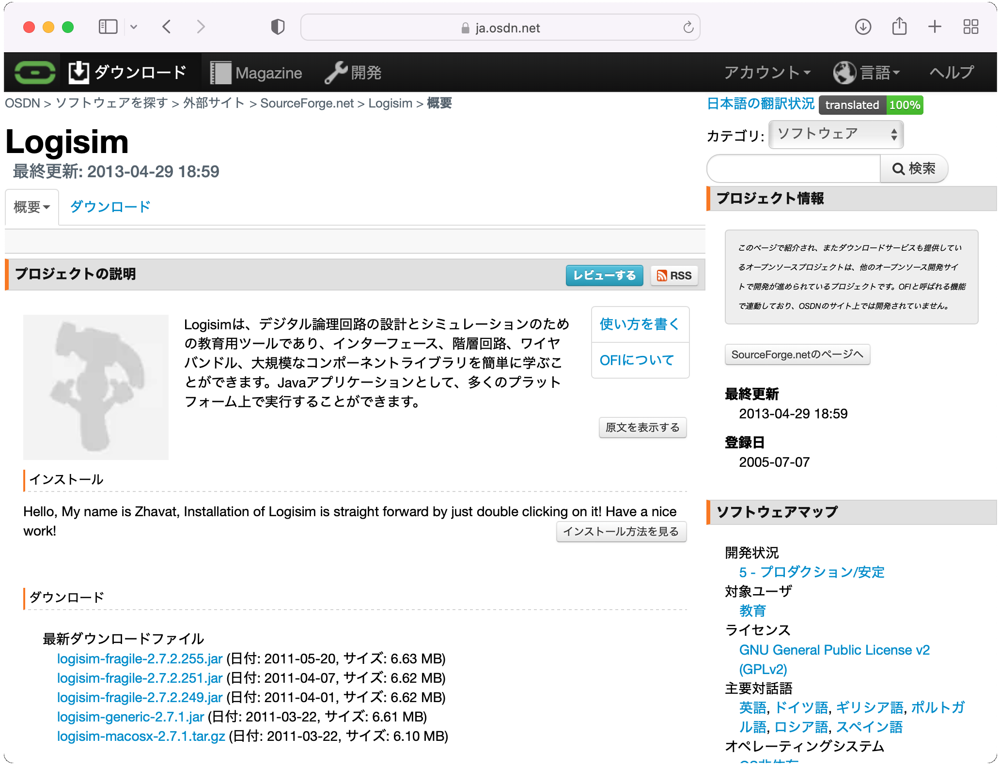 ja.osdn.net
ダウンロード Magazine 開発 アカウント 言語 ヘルプ
OSDN > ソフトウェアを探す > 外部サイト > SourceForge.net > Logisim > 概要
Logisim
最終更新: 2013-04-29 18:59
概要 ダウンロード
プロジェクトの説明 レビューする RSS
Logisimは、デジタル論理回路の設計とシミュレーションのため
の教育用ツールであり、インターフェース、階層回路、ワイヤ
バンドル、大規模なコンポーネントライブラリを簡単に学ぶこ
とができます。Javaアプリケーションとして、多くのプラット
フォーム上で実行することができます。
使い方を書く
OFIについて
原文を表示する
インストール
Hello, My name is Zhavat, Installation of Logisim is straight forward by just double clicking on it! Have a nice
work!
インストール方法を見る
ダウンロード
最新ダウンロードファイル
logisim-fragile-2.7.2.255.jar (日付: 2011-05-20, サイズ: 6.63 MB)
logisim-fragile-2.7.2.251.jar (日付: 2011-04-07, サイズ: 6.62 MB)
logisim-fragile-2.7.2.249.jar (日付: 2011-04-01, サイズ: 6.62 MB)
logisim-generic-2.7.1.jar (日付: 2011-03-22, サイズ: 6.61 MB)
logisim-macosx-2.7.1.tar.gz (日付: 2011-03-22, サイズ: 6.10 MB)
日本語の翻訳状況 translated 100%
カテゴリ: ソフトウェア
検索
プロジェクト情報
このページで紹介され、またダウンロードサービスも提供してい
るオープンソースプロジェクトは、他のオープンソース開発サイ
トで開発が進められているプロジェクトです。OFIと呼ばれる機能
で連動しており、OSDNのサイト上では開発されていません。
SourceForge.netのページへ
最終更新
2013-04-29 18:59
登録日
2005-07-07
ソフトウェアマップ
開発状況
5 - プロダクション/安定
対象ユーザ
教育
ライセンス
GNU General Public License v2
(GPLv2)
主要対話語
英語, ドイツ語, ギリシア語, ポルトガ
ル語, ロシア語, スペイン語
オペレーティングシステム